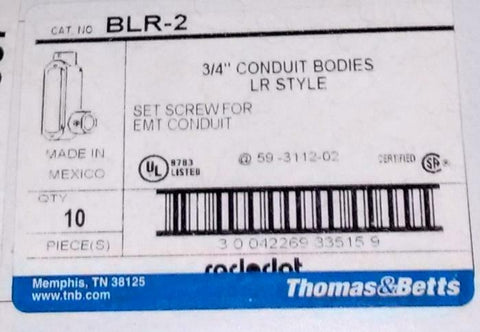 CAT. NO. BLR-2
3/4" CONDUIT BODIES
LR STYLE
SET SCREW FOR
EMT CONDUIT
MADE IN
MEXICO
UL 9783
LISTED
@ 59-3112-02
CERTIFIED SA
QTY
10
PIECE(S)
3 0 042269 33515 9
Memphis, TN 38125
www.tnb.com
Thomas&Betts